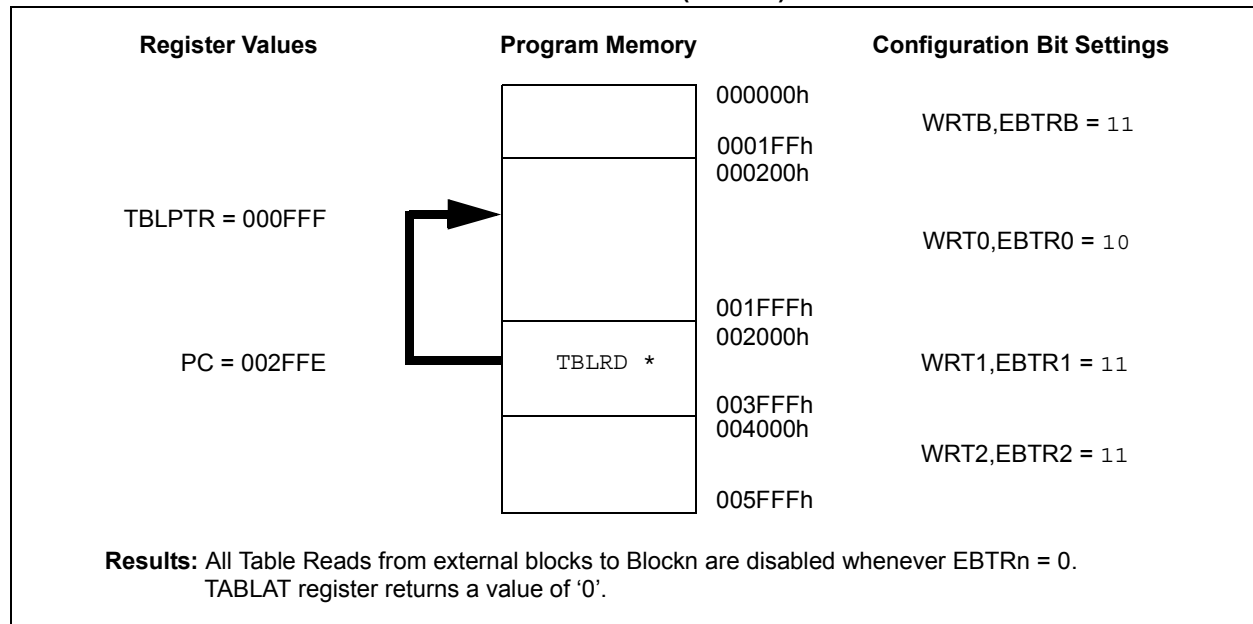 Register Values
Program Memory
Configuration Bit Settings
000000h
WRTB,EBTRB = 11
0001FFh
000200h
TBLPTR = 000FFF
WRT0,EBTR0 = 10
001FFFh
002000h
PC = 002FFE
TBLRD *
WRT1,EBTR1 = 11
003FFFh
004000h
WRT2,EBTR2 = 11
005FFFh
Results: All Table Reads from external blocks to Blockn are disabled whenever EBTRn = 0.
TABLAT register returns a value of ‘0’.